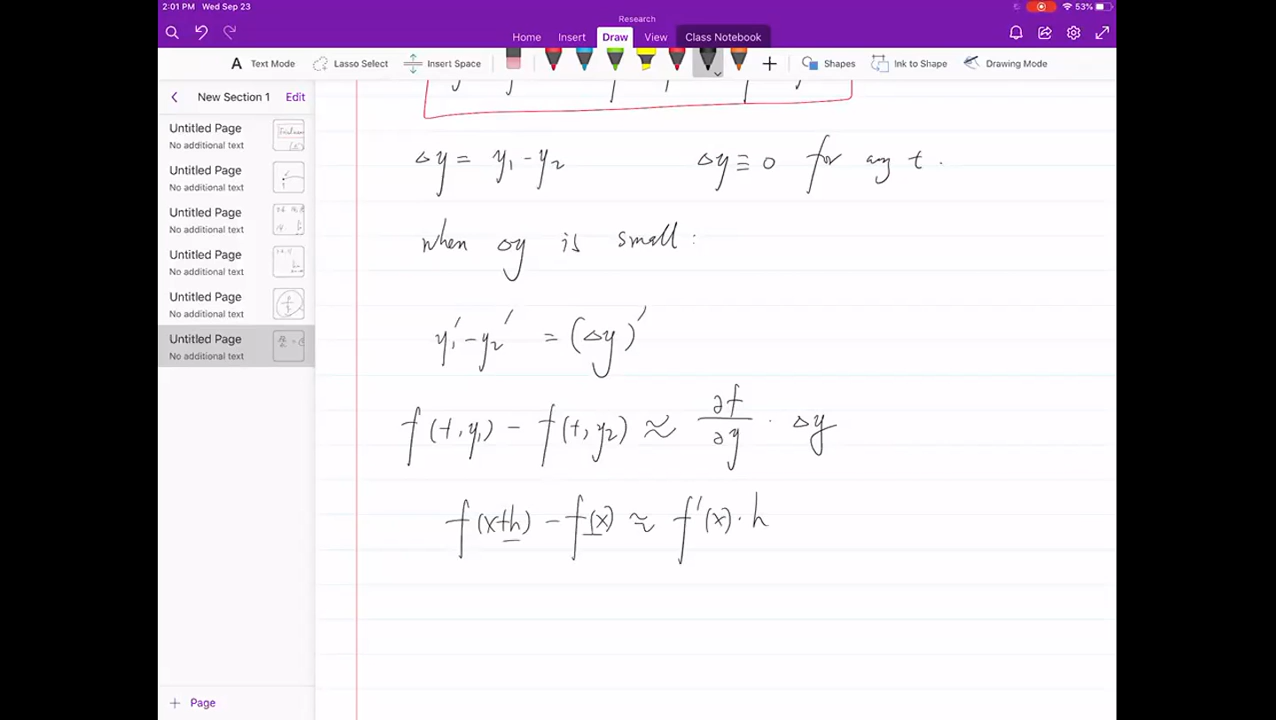 2:01 PM Wed Sep 23
53%
Research
Home Insert Draw View Class Notebook
Text Mode Lasso Select Insert Space Shapes Ink to Shape Drawing Mode
New Section 1 Edit
Untitled Page
No additional text
Untitled Page
No additional text
Untitled Page
No additional text
Untitled Page
No additional text
Untitled Page
No additional text
Untitled Page
No additional text
+ Page
Δy = y₁ - y₂ Δy ≡ 0 for any t.
when Δy is small:
y₁' - y₂' = (Δy)'
f(t, y₁) - f(t, y₂) ≈ ∂f/∂y · Δy
f(x+h) - f(x) ≈ f'(x) · h